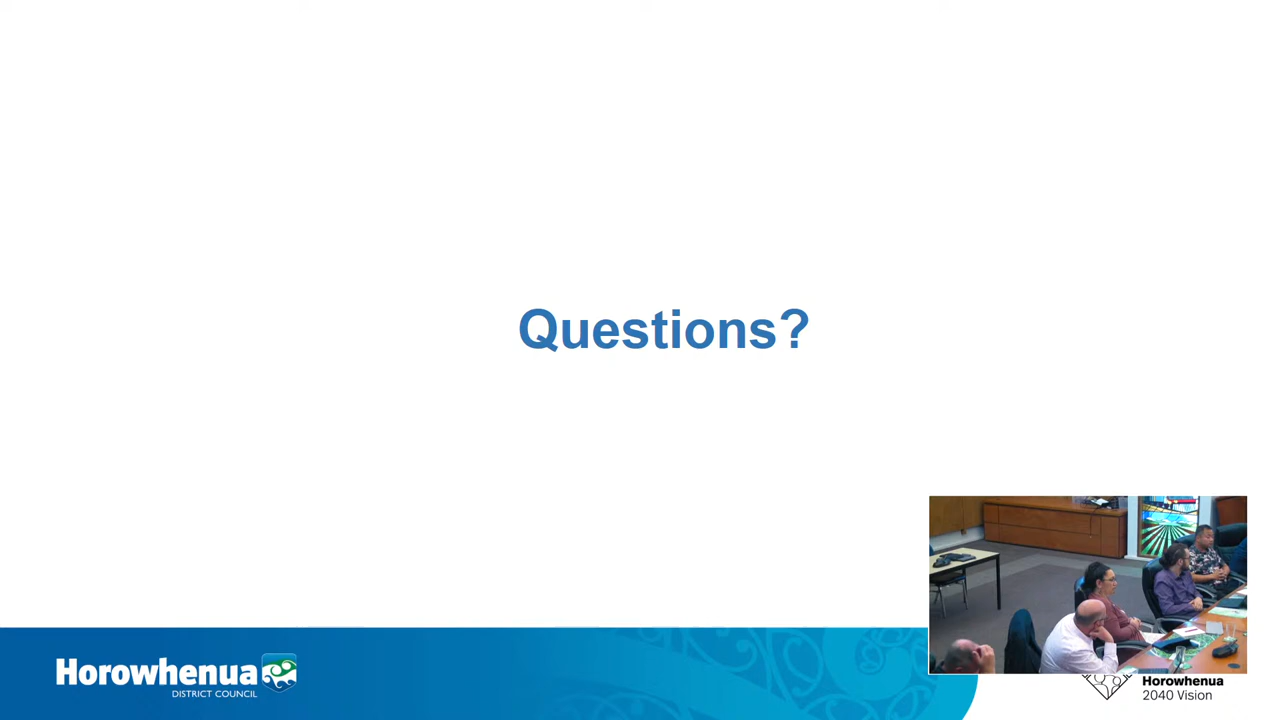 Questions?
Horowhenua
DISTRICT COUNCIL
Horowhenua
2040 Vision